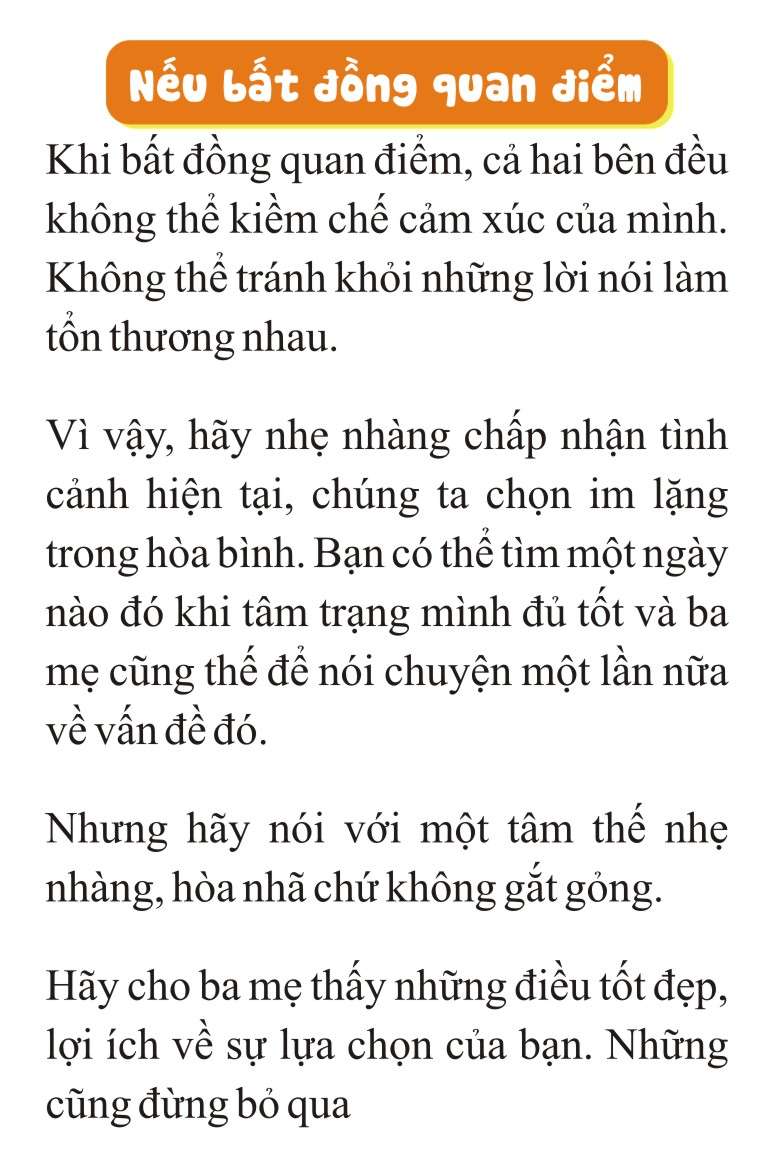 Nếu bất đồng quan điểm
Khi bất đồng quan điểm, cả hai bên đều
không thể kiềm chế cảm xúc của mình.
Không thể tránh khỏi những lời nói làm
tổn thương nhau.
Vì vậy, hãy nhẹ nhàng chấp nhận tình
cảnh hiện tại, chúng ta chọn im lặng
trong hòa bình. Bạn có thể tìm một ngày
nào đó khi tâm trạng mình đủ tốt và ba
mẹ cũng thế để nói chuyện một lần nữa
về vấn đề đó.
Nhưng hãy nói với một tâm thế nhẹ
nhàng, hòa nhã chứ không gắt gỏng.
Hãy cho ba mẹ thấy những điều tốt đẹp,
lợi ích về sự lựa chọn của bạn. Những
cũng đừng bỏ qua